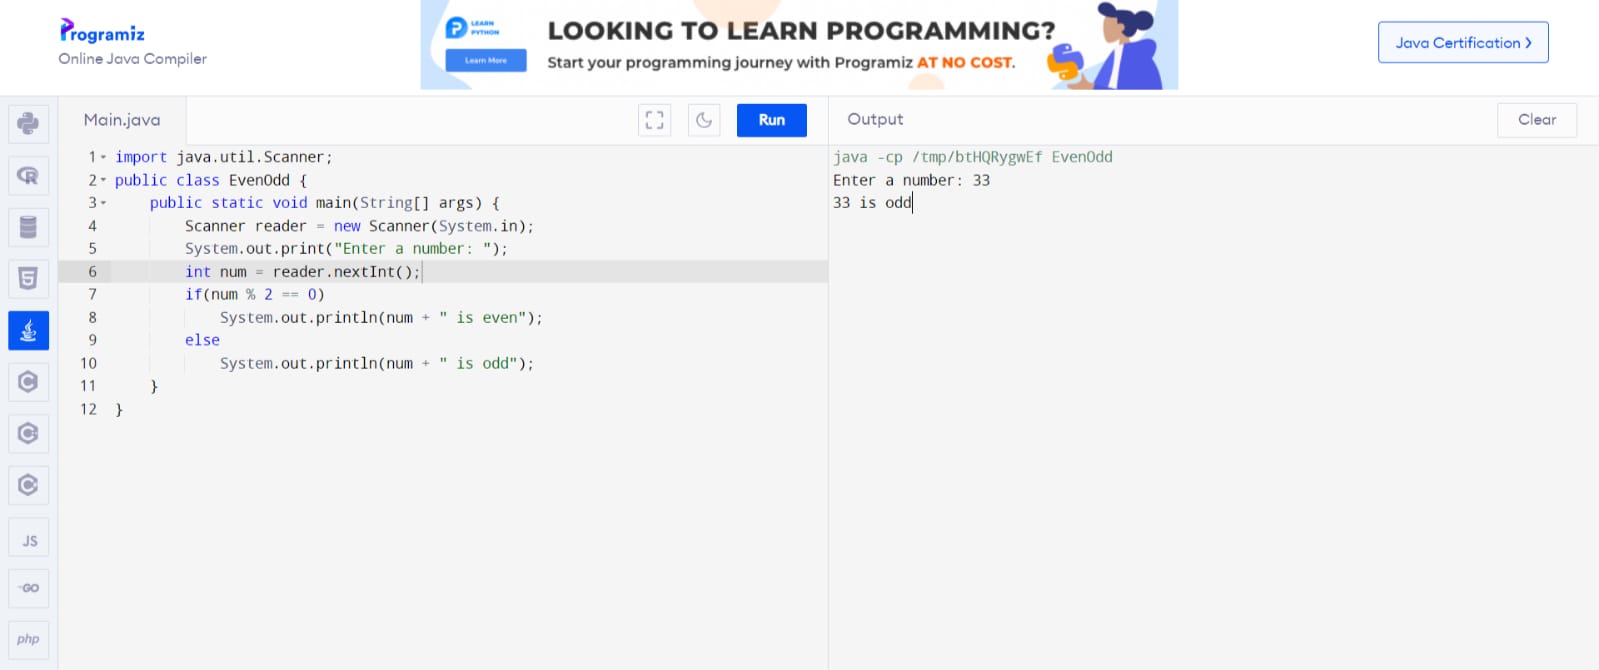 Programiz
Online Java Compiler
LEARN
PYTHON
Learn More
LOOKING TO LEARN PROGRAMMING?
Start your programming journey with Programiz AT NO COST.
Java Certification
Main.java
Run
1 import java.util.Scanner;
2 public class EvenOdd {
3 public static void main(String[] args) {
4 Scanner reader = new Scanner(System.in);
5 System.out.print("Enter a number: ");
6 int num = reader.nextInt();
7 if(num % 2 == 0)
8 System.out.println(num + " is even");
9 else
10 System.out.println(num + " is odd");
11 }
12 }
Output
Clear
java -cp /tmp/btHQRygwEf EvenOdd
Enter a number: 33
33 is odd
R
5
C
C
C
JS
GO
php